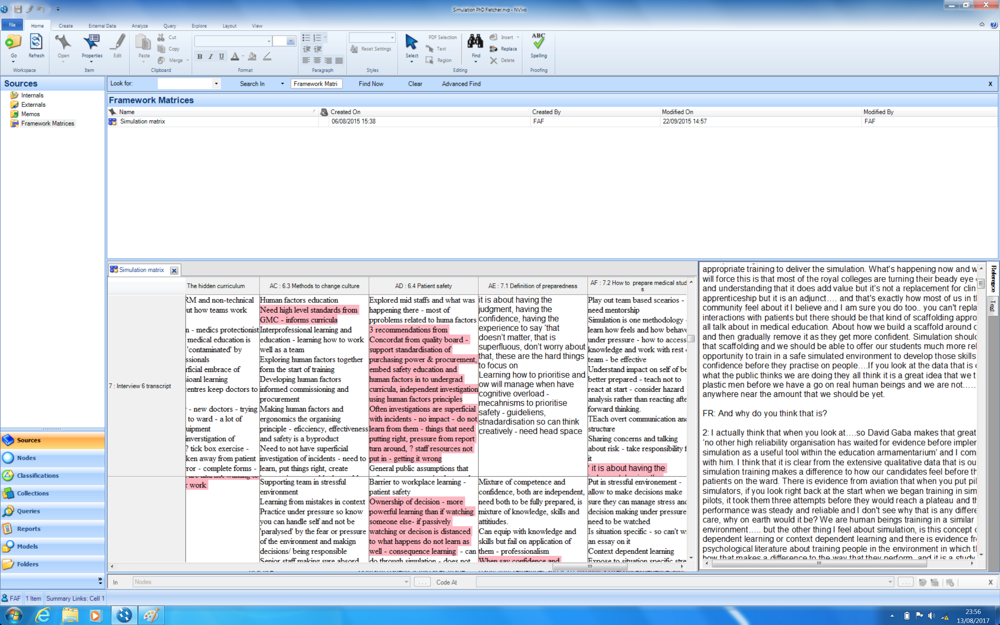 Simulation PhD Fletcher.nvp - NVivo
File Home Create External Data Analyze Query Explore Layout View
Go Refresh Open Properties Edit Paste Cut Copy Merge
B I U A
Reset Settings
Select PDF Selection Text Region Find Insert Replace Delete
ABC Spelling
Workspace Item Clipboard Format Paragraph Styles Editing Proofing
Sources
Internals
Externals
Memos
Framework Matrices
Look for: Search In Framework Matri Find Now Clear Advanced Find X
Framework Matrices
Name Created On Created By Modified On Modified By
Simulation matrix 06/08/2015 15:38 FAF 22/09/2015 14:57 FAF
Sources
Nodes
Classifications
Collections
Queries
Reports
Models
Folders
Simulation matrix
The hidden curriculum
AC : 6.3 Methods to change culture
AD : 6.4 Patient safety
AE : 7.1 Definition of preparedness
AF : 7.2 How to prepare medical stud
s
7 : Interview 6 transcript
RM and non-technical
ut how teams work
n - medics protectionist
medical education is
'contaminated' by
ssionals
rficial embrace of
sioanl learning
centres keep doctors to
- new doctors - trying
to ward - a lot of
uipment
inverstigation of
? tick box exercise -
ken away from patient
ror - complete forms -
Human factors education
Need high level standards from
GMC - informs curricula
Interprofessional learning and
education - learning how to work
well as a team
Exploring human factors together
form the start of training
Developing human factors
informed commissioning and
procurement
Making human factors and
ergonomics the organising
principle - eficciency, effectiveness
and safety is a byproduct
Need to not have superficial
investigation of incidents - need to
learn, put things right, create
Explored mid staffs and what was
happening there - most of
pproblems related to huma factors
3 recommendations from
Concordat from quality board -
support standardisation of
purchasing power & procurement,
embed safety education and
human factors in to undergrad
curricula, independent investigation
using human factors principles
Often investigations are superficial
with incidents - no impact - do not
learn from them - things that need
putting right, pressure from report
turn around, ? staff resources not
put in - getting it wrong
General public assumptions that
it is about having the
judgment, having the
confidence, having the
experience to say ‘that
doesn’t matter, that is
superfluous, don’t worry about
that, these are the hard things
to focus on
Learning how to prioritise and
ow will manage when have
cognitive overload -
mecahnisms to prioritise
safety - guideliens,
stnadardisation so can think
creatively - need head space
Play out team based scearios -
need mentorship
Simulation is one methodology -
learn how feels and how behave
under pressure - how to access
knowledge and work with rest
team - be effective
Understand impact on self of be
better prepared - teach not to
react at start - consider hazard
analysis rather than reacting afte
forward thinking.
TEach overt communication and
structure
Sharing concerns and talking
about risk - take responsibility f
it
' it is about having the
r work
Supporting team in stressful
environment
Learning from mistakes in context
Practice under pressure so know
you can handle self and not be
'paralysed' by the fear or pressure
of the environment and makign
decisions/ being responsible
Senior staff making sure absord
Barrier to workplace learning -
patient safety
Ownership of decision - more
powerful learning than if watching
someone else- if passively
watching or decison is distanced
to what happens do not learn as
well - consequence learning - can
do through simulation - does not
Mixture of competence and
confidence, both are independent,
need both to be fully prepared, is
mixture of knowledge, skills and
attitiudes.
Can equip with knowledge and
skills but fail on application of
them - professionalism
When say confidence and
Put in stressful environement -
allow to make decisions make
sure they can manage stress and
decision making under pressure
need to be watched
Is situation specific - so can't w
an essay on it
Context dependent learning
Expose to situation specific stre
appropriate training to deliver the simulation. What's happening now and w
will force this is that most of the royal colleges are turning their beady eye
and understanding that it does add value but it’s not a replacement for clin
apprenticeship but it is an adjunct…. and that's exactly how most of us in tl
community feel about it I believe and I am sure you do too.. you can't repla
interactions with patients but there should be that kind of scaffolding appro
all talk about in medical education. About how we build a scaffold around
and then gradually remove it as they get more confident. Simulation shoul
that scaffolding and we should be able to offer our students much more rel
opportunity to train in a safe simulated environment to develop those skills
confidence before they practise on people….If you look at the data that is
what the public thinks we are doing they all think it is a great idea that we t
plastic men before we have a go on real human beings and we are not…..
anywhere near the amount that we should be yet.
FR: And why do you think that is?
2: I actually think that when you look at….so David Gaba makes that great
‘no other high reliability organisation has waited for evidence before impler
simulation as a useful tool within the education armamentarium’ and I com
with him. I think that it is clear from the extensive qualitative data that is ou
simulation training makes a difference to how our candidates feel before th
patients on the ward. There is evidence from aviation that when you put pil
simulators, if you look right back at the start when we began training in sim
pilots, it took them three attempts before they would reach a plateau and th
performance was steady and reliable and I don't see why that is any differe
care, why on earth would it be? We are human beings training in a similar
environment….. but the other thing I feel about simulation, is this concept
dependent learning or context dependent learning and there is evidence fr
psychological literature about training people in the environment in which tl
how that makes a difference to the way that they perform and it is a study
Reference
Text
In Nodes ... Code At ... X
FAF 1 Item Summary Links: Cell 1
23:56
13/08/2017